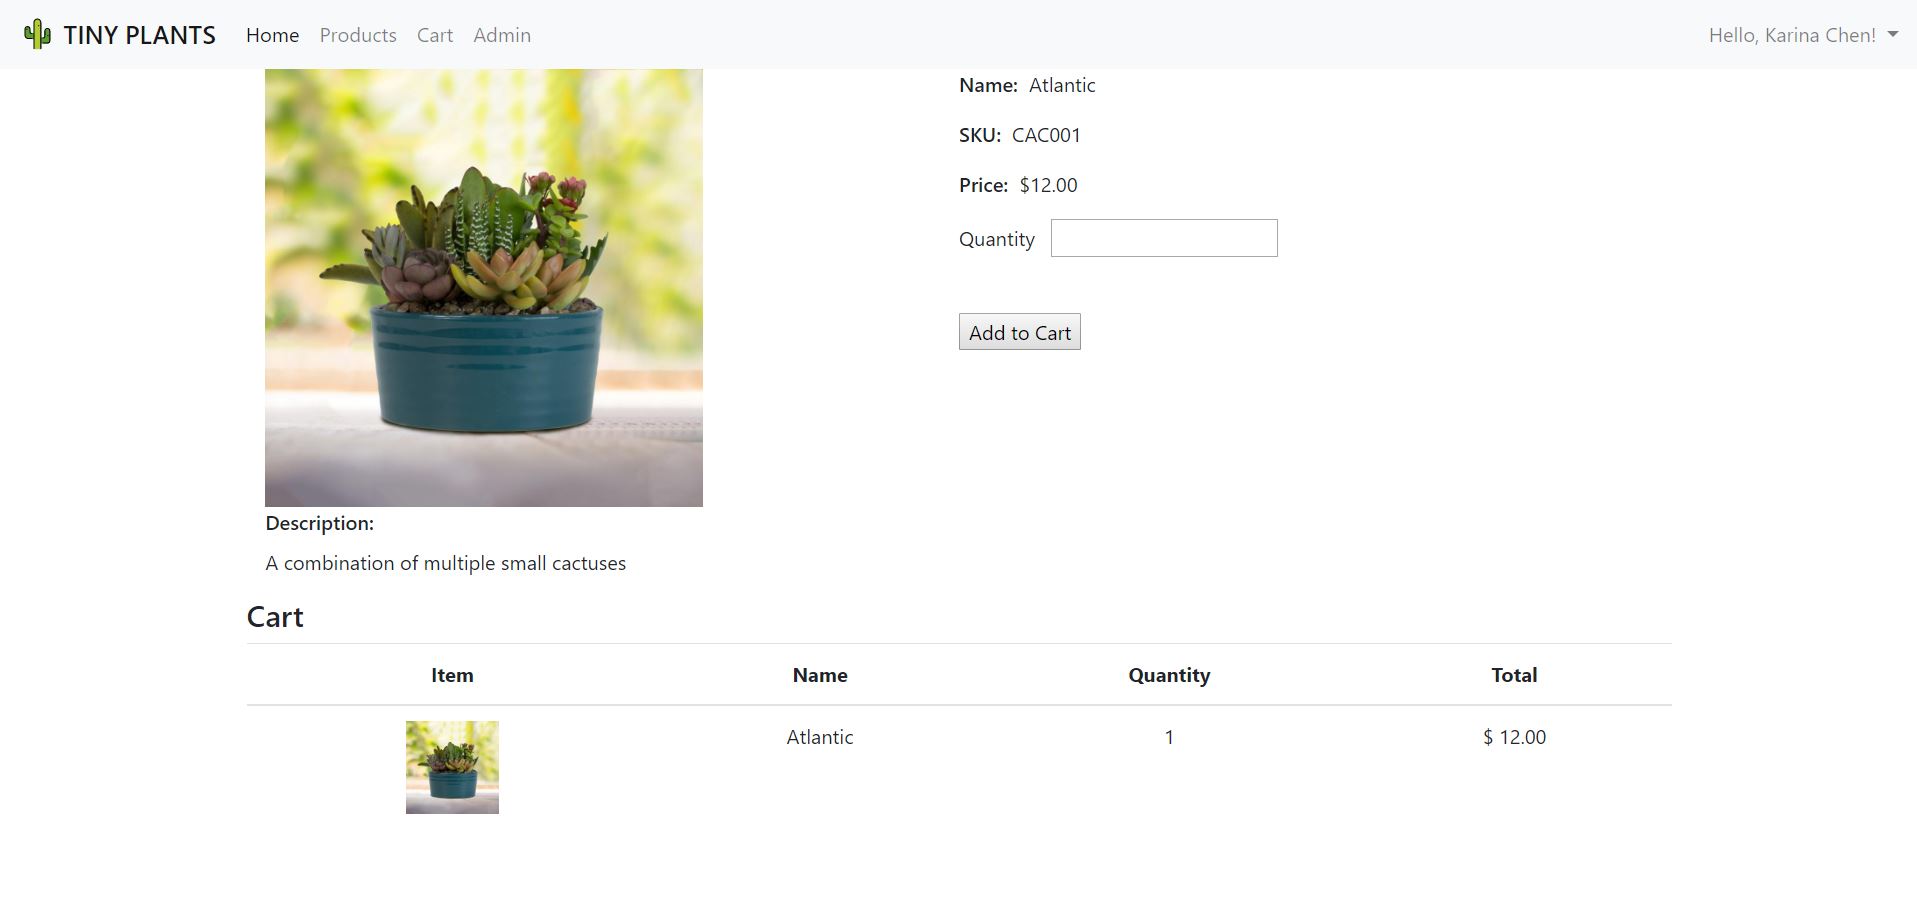 TINY PLANTS Home Products Cart Admin Hello, Karina Chen!
Name: Atlantic
SKU: CAC001
Price: $12.00
Quantity
Add to Cart
Description:
A combination of multiple small cactuses
Cart
Item Name Quantity Total
Atlantic 1 $ 12.00